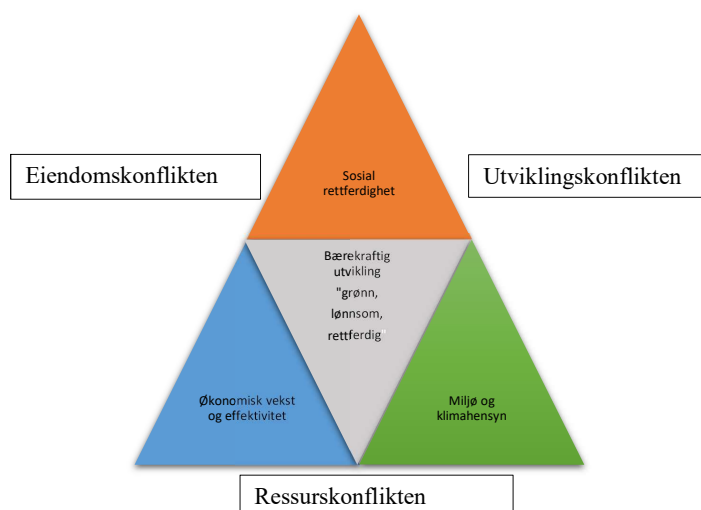 Eiendomskonflikten
Utviklingskonflikten
Sosial
rettferdighet
Bærekraftig
utvikling
"grønn,
lønnsom,
rettferdig"
Økonomisk vekst
og effektivitet
Miljø og
klimahensyn
Ressurskonflikten